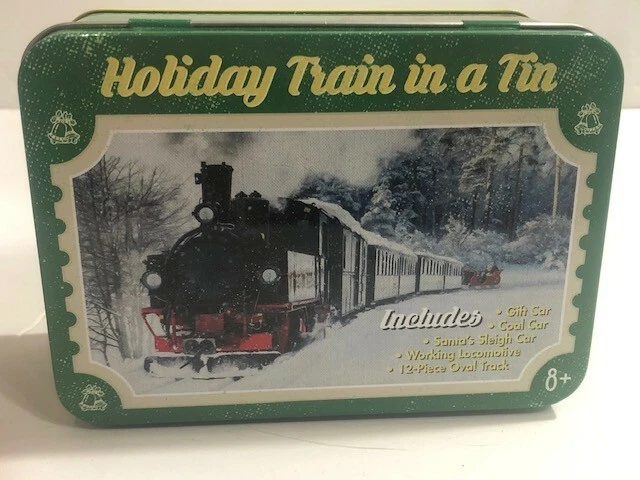 Holiday Train in a Tin
Includes
• Gift Car
• Coal Car
• Santa's Sleigh Car
• Working Locomotive
• 12-Piece Oval Track
8+